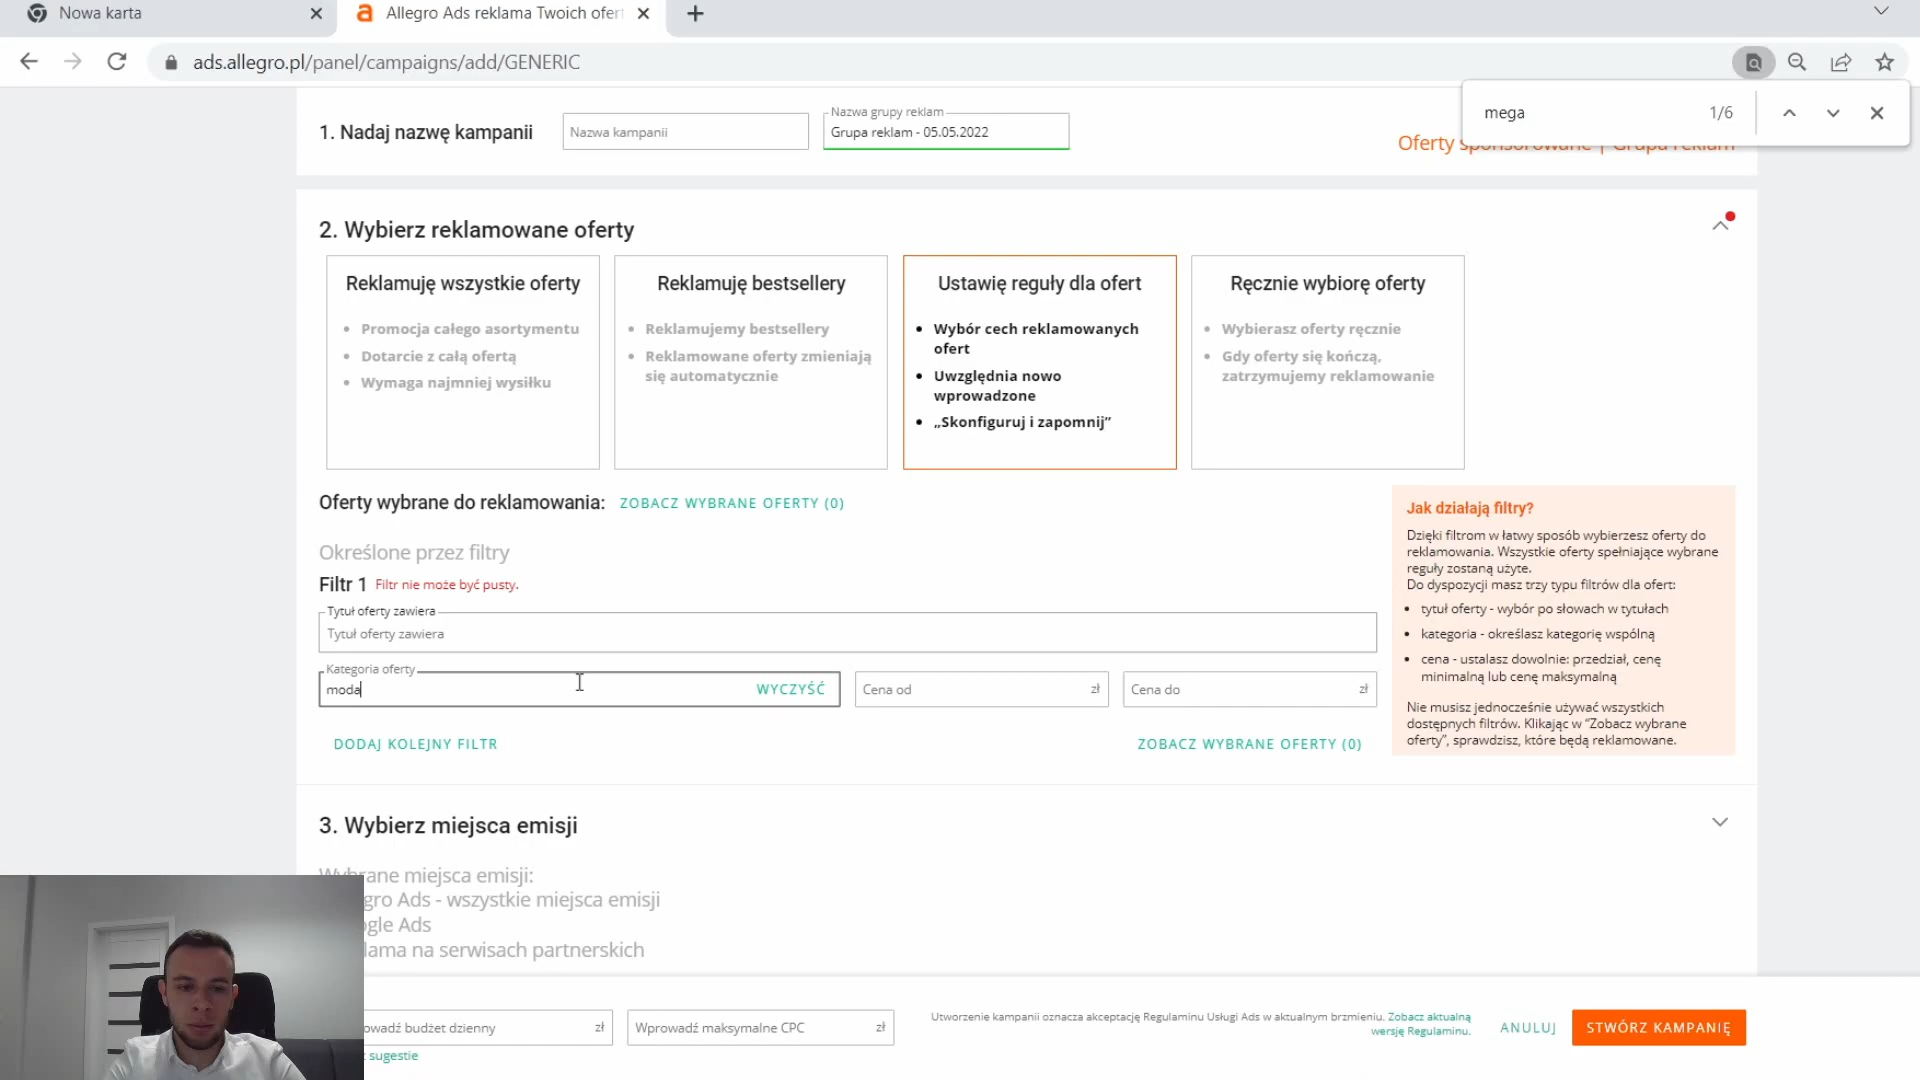 Nowa karta
Allegro Ads reklama Twoich ofert
ads.allegro.pl/panel/campaigns/add/GENERIC
mega 1/6
1. Nadaj nazwę kampanii
Nazwa kampanii
Nazwa grupy reklam
Grupa reklam - 05.05.2022
Oferty sponsorowane | Grupa reklam
2. Wybierz reklamowane oferty
Reklamuję wszystkie oferty
Promocja całego asortymentu
Dotarcie z całą ofertą
Wymaga najmniej wysiłku
Reklamuję bestsellery
Reklamujemy bestsellery
Reklamowane oferty zmieniają
się automatycznie
Ustawię reguły dla ofert
Wybór cech reklamowanych
ofert
Uwzględnia nowo
wprowadzone
„Skonfiguruj i zapomnij”
Ręcznie wybiorę oferty
Wybierasz oferty ręcznie
Gdy oferty się kończą,
zatrzymujemy reklamowanie
Oferty wybrane do reklamowania: ZOBACZ WYBRANE OFERTY (0)
Określone przez filtry
Filtr 1 Filtr nie może być pusty.
Tytuł oferty zawiera
Tytuł oferty zawiera
Kategoria oferty
moda WYCZYŚĆ
Cena od zł
Cena do zł
DODAJ KOLEJNY FILTR
ZOBACZ WYBRANE OFERTY (0)
Jak działają filtry?
Dzięki filtrom w łatwy sposób wybierzesz oferty do
reklamowania. Wszystkie oferty spełniające wybrane
reguły zostaną użyte.
Do dyspozycji masz trzy typu filtrów dla ofert:
tytuł oferty - wybór po słowach w tytułach
kategoria - określasz kategorię wspólną
cena - ustalasz dowolnie: przedział, cenę
minimalną lub cenę maksymalną
Nie musisz jednocześnie używać wszystkich
dostępnych filtrów. Klikając w “Zobacz wybrane
oferty”, sprawdzisz, które będą reklamowane.
3. Wybierz miejsca emisji
Wybrane miejsca emisji:
gro Ads - wszystkie miejsca emisji
ogle Ads
lama na serwisach partnerskich
owadź budżet dzienny zł
Wprowadź maksymalne CPC zł
sugestie
Utworzenie kampanii oznacza akceptację Regulaminu Usługi Ads w aktualnym brzmieniu. Zobacz aktualną
wersję Regulaminu.
ANULUJ
STWÓRZ KAMPANIĘ